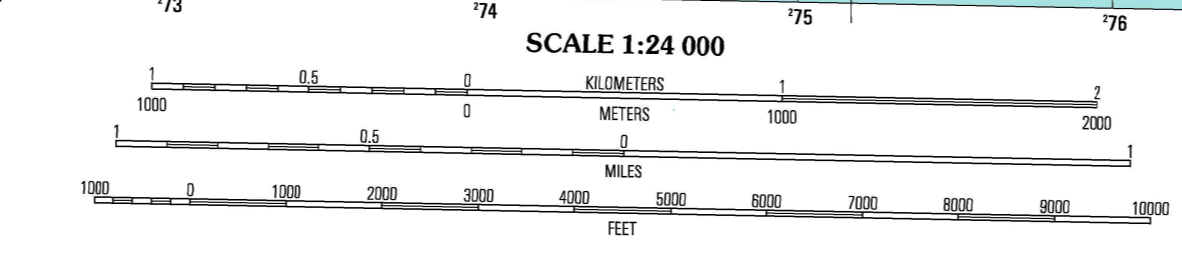 ²73 ²74 ²75 ²76
SCALE 1:24 000
1 0.5 0 KILOMETERS 1 2
1000 0 METERS 1000 2000
1 0.5 0 1
MILES
1000 0 1000 2000 3000 4000 5000 6000 7000 8000 9000 10000
FEET